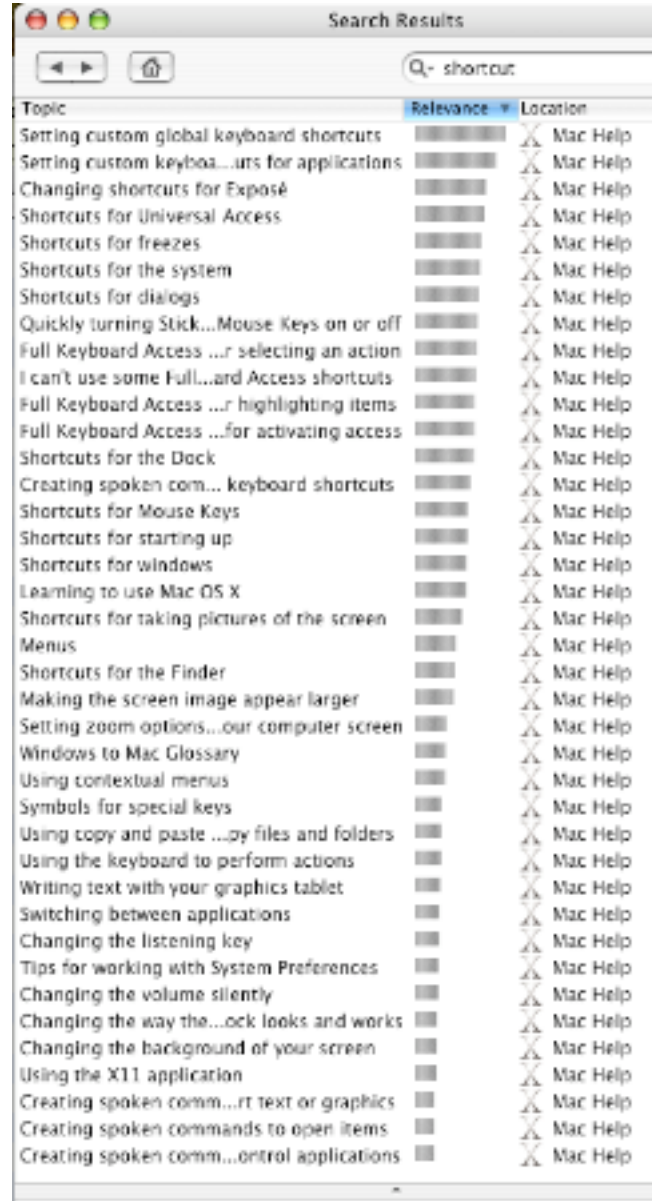 Search Results
shortcut
Topic Relevance Location
Setting custom global keyboard shortcuts Mac Help
Setting custom keyboa...uts for applications Mac Help
Changing shortcuts for Exposé Mac Help
Shortcuts for Universal Access Mac Help
Shortcuts for freezes Mac Help
Shortcuts for the system Mac Help
Shortcuts for dialogs Mac Help
Quickly turning Stick...Mouse Keys on or off Mac Help
Full Keyboard Access ...r selecting an action Mac Help
I can't use some Full...ard Access shortcuts Mac Help
Full Keyboard Access ...r highlighting items Mac Help
Full Keyboard Access ...for activating access Mac Help
Shortcuts for the Dock Mac Help
Creating spoken com... keyboard shortcuts Mac Help
Shortcuts for Mouse Keys Mac Help
Shortcuts for starting up Mac Help
Shortcuts for windows Mac Help
Learning to use Mac OS X Mac Help
Shortcuts for taking pictures of the screen Mac Help
Menus Mac Help
Shortcuts for the Finder Mac Help
Making the screen image appear larger Mac Help
Setting zoom options...our computer screen Mac Help
Windows to Mac Glossary Mac Help
Using contextual menus Mac Help
Symbols for special keys Mac Help
Using copy and paste ...py files and folders Mac Help
Using the keyboard to perform actions Mac Help
Writing text with your graphics tablet Mac Help
Switching between applications Mac Help
Changing the listening key Mac Help
Tips for working with System Preferences Mac Help
Changing the volume silently Mac Help
Changing the way the...ock looks and works Mac Help
Changing the background of your screen Mac Help
Using the X11 application Mac Help
Creating spoken comm...rt text or graphics Mac Help
Creating spoken commands to open items Mac Help
Creating spoken comm...ontrol applications Mac Help